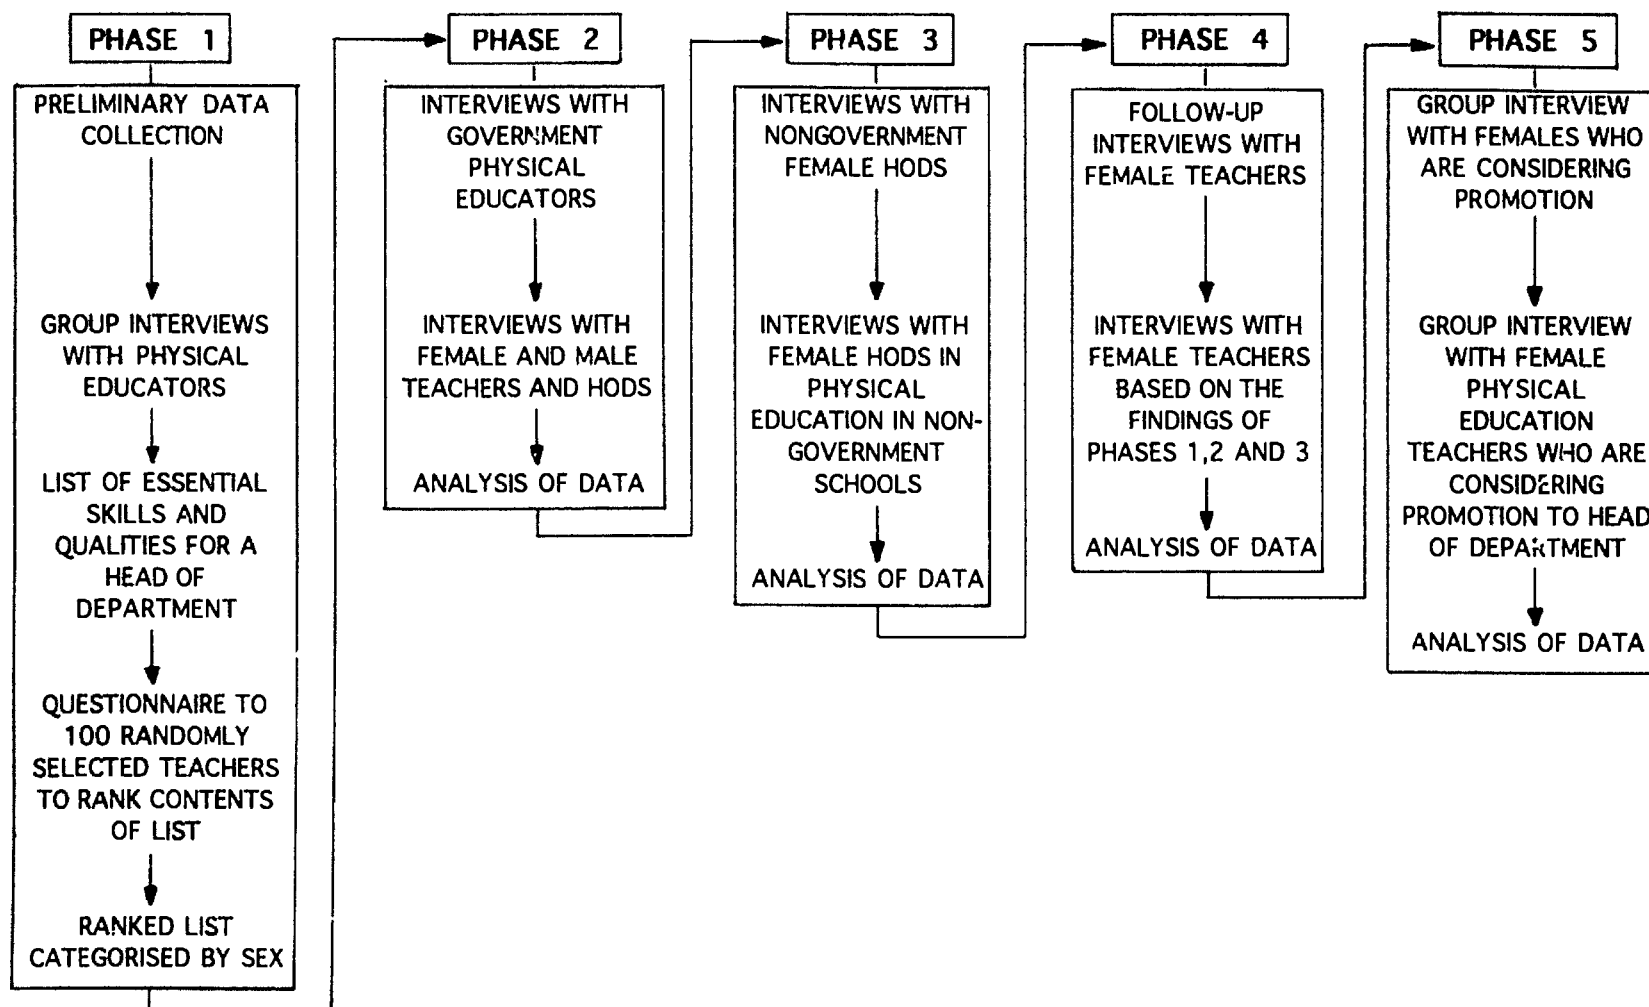 PHASE 1
PRELIMINARY DATA
COLLECTION
GROUP INTERVIEWS
WITH PHYSICAL
EDUCATORS
LIST OF ESSENTIAL
SKILLS AND
QUALITIES FOR A
HEAD OF
DEPARTMENT
QUESTIONNAIRE TO
100 RANDOMLY
SELECTED TEACHERS
TO RANK CONTENTS
OF LIST
RANKED LIST
CATEGORISED BY SEX
PHASE 2
INTERVIEWS WITH
GOVERNMENT
PHYSICAL
EDUCATORS
INTERVIEWS WITH
FEMALE AND MALE
TEACHERS AND HODS
ANALYSIS OF DATA
PHASE 3
INTERVIEWS WITH
NONGOVERNMENT
FEMALE HODS
INTERVIEWS WITH
FEMALE HODS IN
PHYSICAL
EDUCATION IN NON-
GOVERNMENT
SCHOOLS
ANALYSIS OF DATA
PHASE 4
FOLLOW-UP
INTERVIEWS WITH
FEMALE TEACHERS
INTERVIEWS WITH
FEMALE TEACHERS
BASED ON THE
FINDINGS OF
PHASES 1,2 AND 3
ANALYSIS OF DATA
PHASE 5
GROUP INTERVIEW
WITH FEMALES WHO
ARE CONSIDERING
PROMOTION
GROUP INTERVIEW
WITH FEMALE
PHYSICAL
EDUCATION
TEACHERS WHO ARE
CONSIDERING
PROMOTION TO HEAD
OF DEPARTMENT
ANALYSIS OF DATA